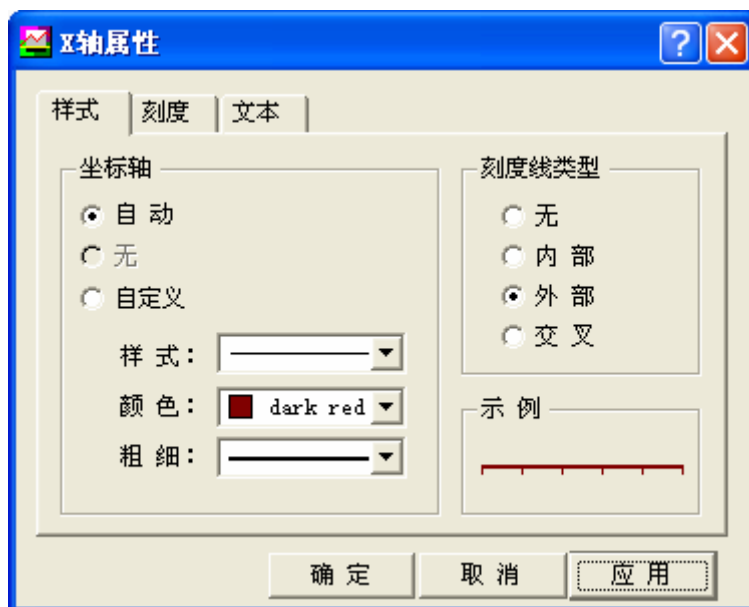 X轴属性
样式 刻度 文本
坐标轴
自 动
无
自定义
样 式：
颜 色： dark red
粗 细：
刻度线类型
无
内 部
外 部
交 叉
示 例
确 定 取 消 应 用